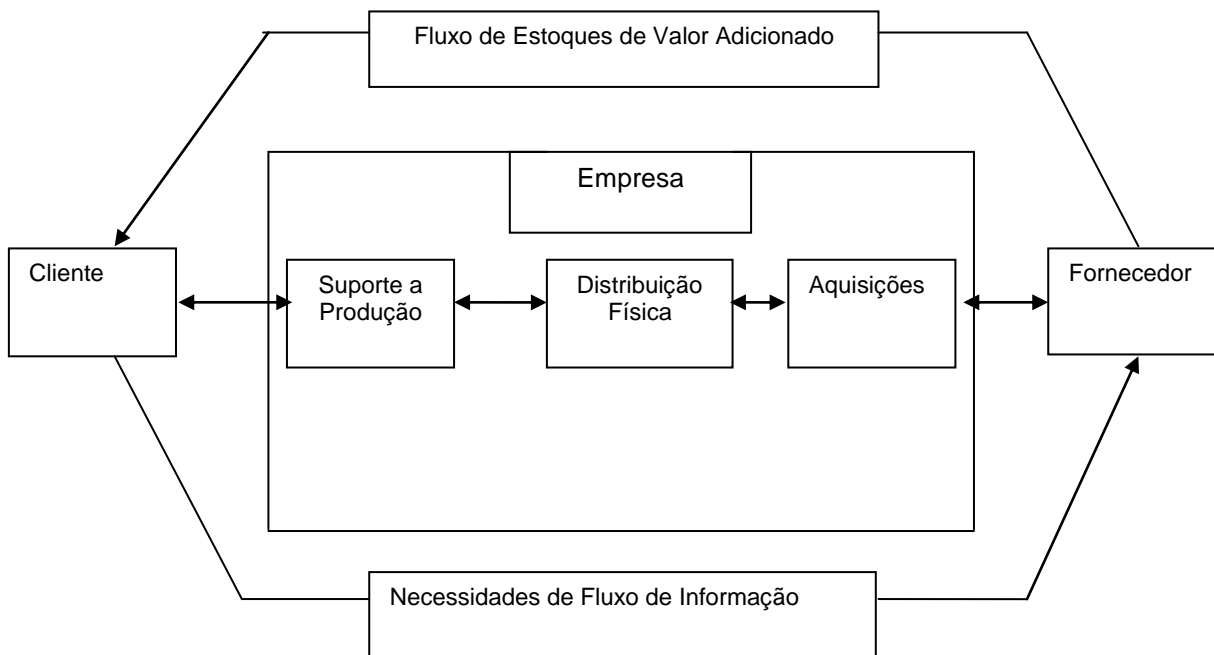 Fluxo de Estoques de Valor Adicionado
Empresa
Cliente
Suporte a
Produção
Distribuição
Física
Aquisições
Fornecedor
Necessidades de Fluxo de Informação